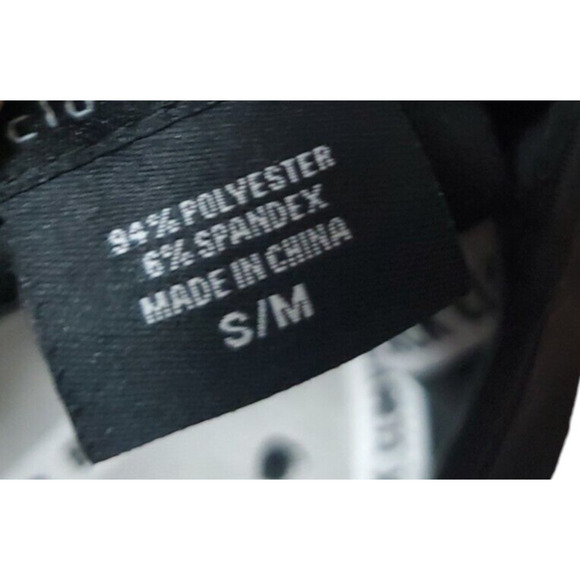 94% POLYESTER
6% SPANDEX
MADE IN CHINA
S/M